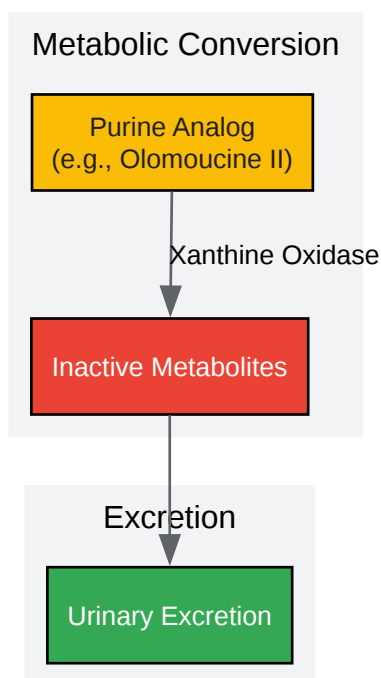 Metabolic Conversion
Purine Analog
(e.g., Olomoucine II)
Xanthine Oxidase
Inactive Metabolites
Excretion
Urinary Excretion